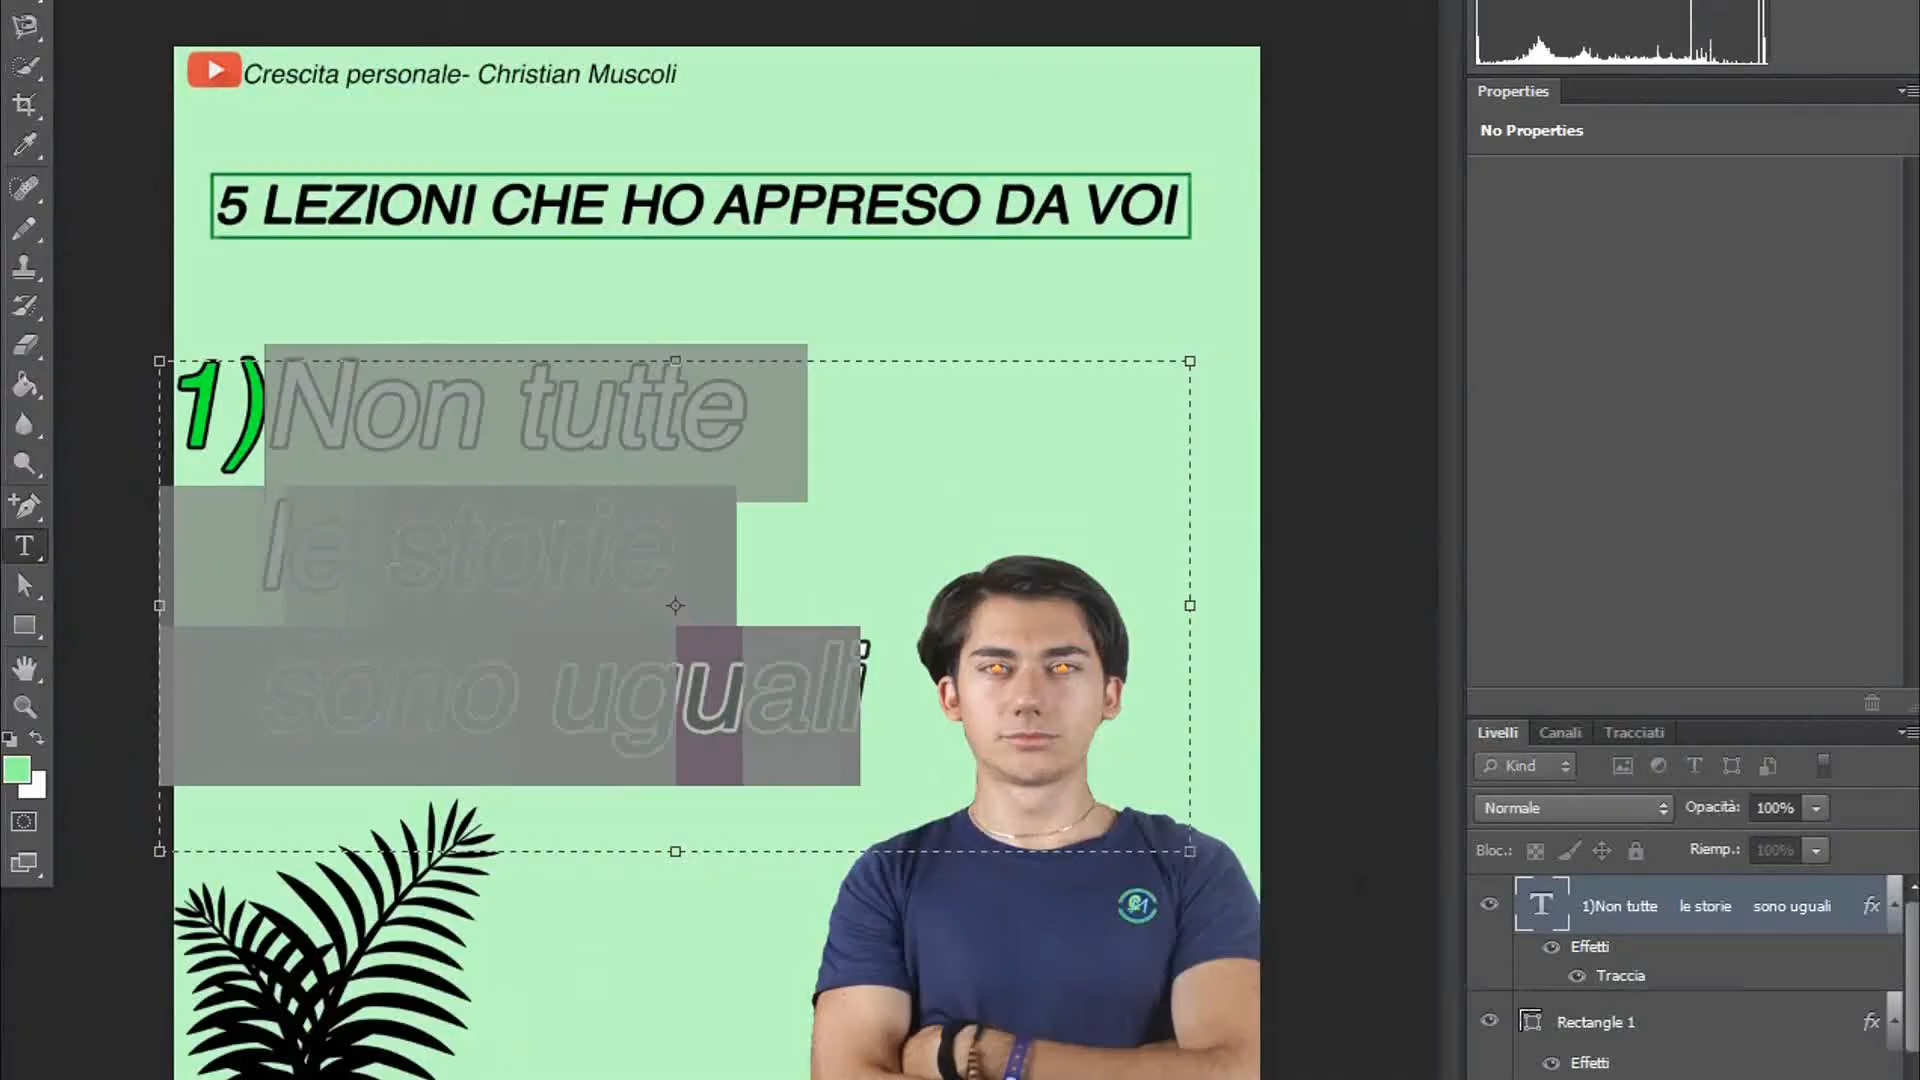 Crescita personale- Christian Muscoli
5 LEZIONI CHE HO APPRESO DA VOI
1)Non tutte
le storie
sono uguali
Properties
No Properties
Livelli
Canali
Tracciati
Kind
Normale
Opacità:
100%
Bloc.:
Riemp.:
100%
T
1)Non tutte le storie sono uguali
fx
Effetti
Traccia
Rectangle 1
fx
Effetti